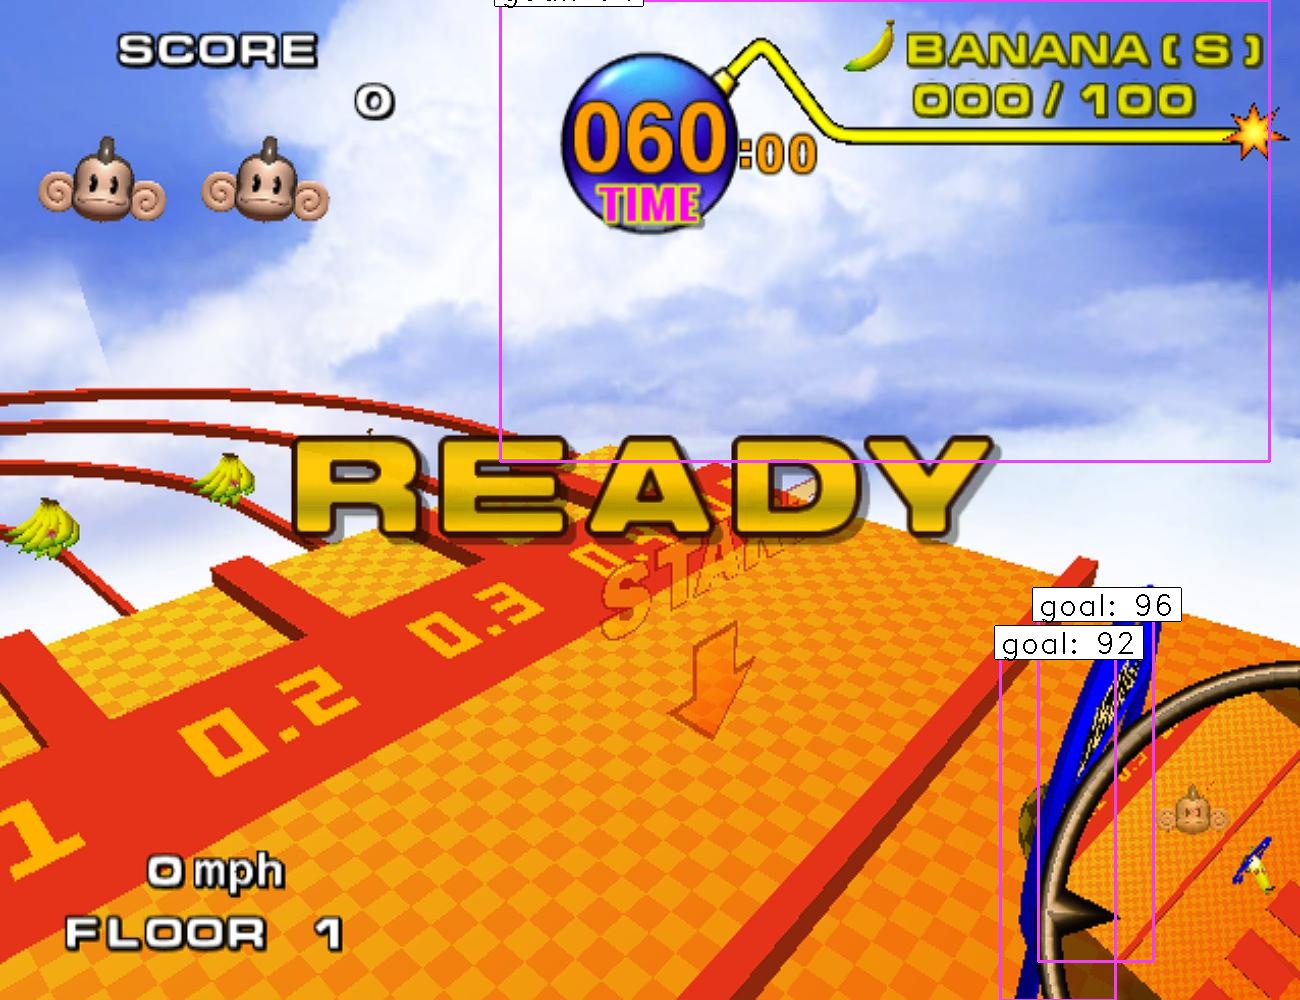 SCORE
0
060:00
TIME
BANANA(S)
000/100
READY
START
0.3
0.2
1
goal: 96
goal: 92
0 mph
FLOOR 1